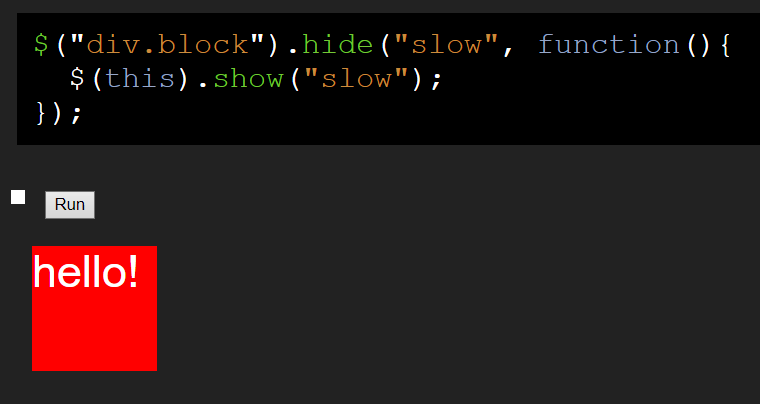 $("div.block").hide("slow", function(){
  $(this).show("slow");
});
Run
hello!